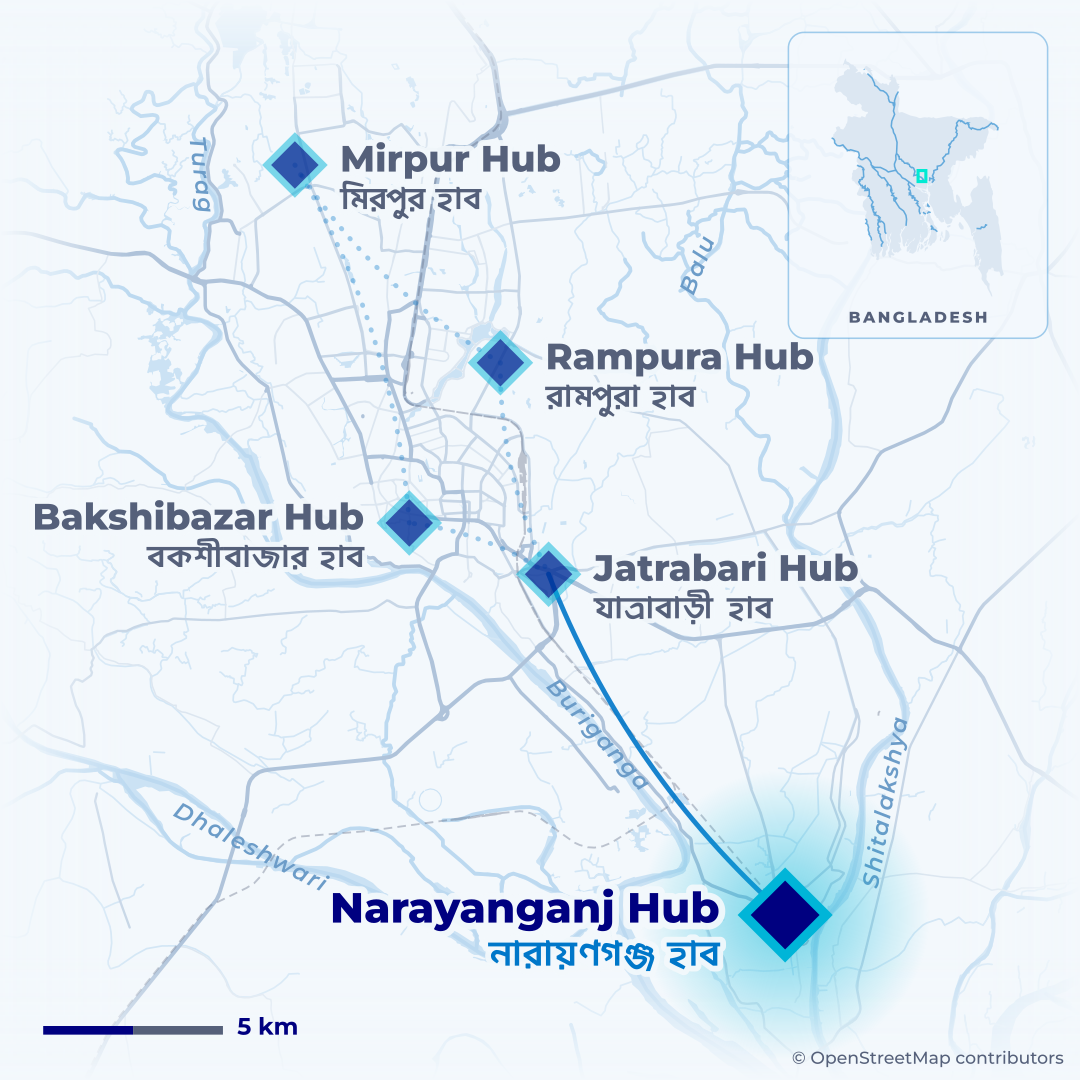 Turag
Mirpur Hub
মিরপুর হাব
Balu
BANGLADESH
Rampura Hub
রামপুরা হাব
Bakshibazar Hub
বকশীবাজার হাব
Jatrabari Hub
যাত্রাবাড়ী হাব
Buriganga
Shitalakshya
Dhaleshwari
Narayanganj Hub
নারায়ণগঞ্জ হাব
5 km
© OpenStreetMap contributors